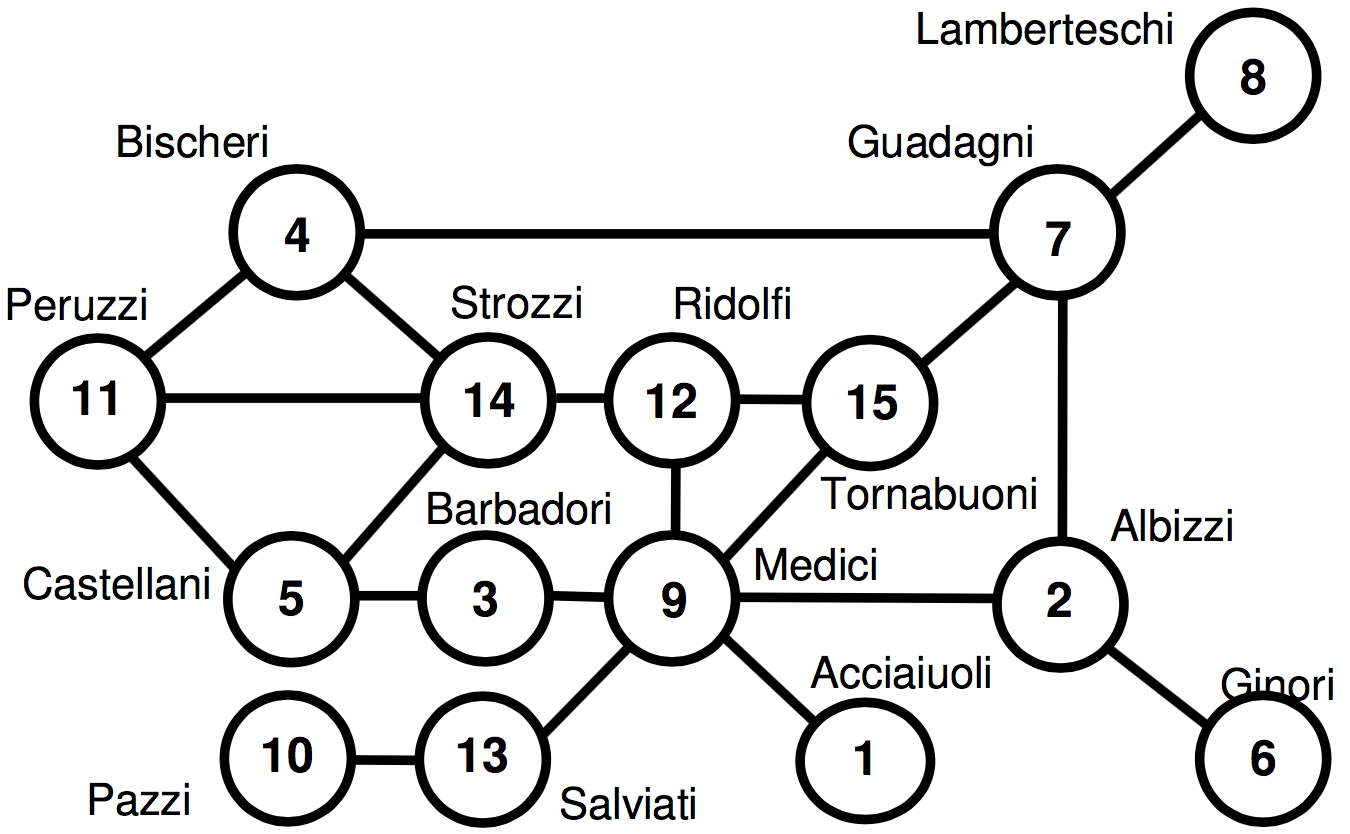 Lamberteschi
8
Bischeri
Guadagni
4
7
Peruzzi
Strozzi
Ridolfi
11
14
12
15
Barbadori
Tornabuoni
Albizzi
Castellani
Medici
5
3
9
2
Acciaiuoli
Ginori
10
13
1
6
Pazzi
Salviati